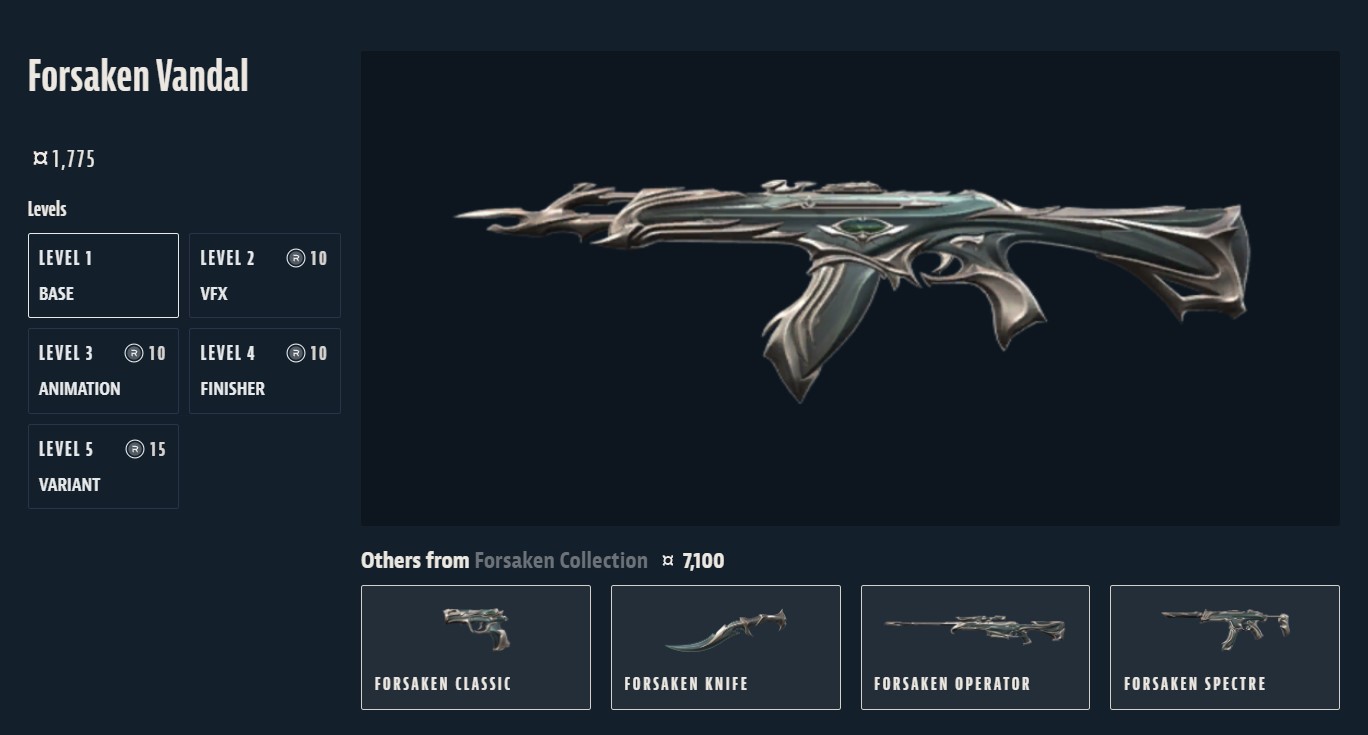 Forsaken Vandal
¤ 1,775
Levels
LEVEL 1
BASE
LEVEL 2 R 10
VFX
LEVEL 3 R 10
ANIMATION
LEVEL 4 R 10
FINISHER
LEVEL 5 R 15
VARIANT
Others from Forsaken Collection ¤ 7,100
FORSAKEN CLASSIC
FORSAKEN KNIFE
FORSAKEN OPERATOR
FORSAKEN SPECTRE